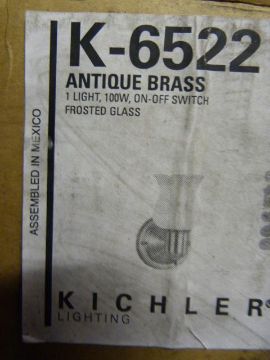 K-6522
ANTIQUE BRASS
1 LIGHT, 100W, ON-OFF SWITCH
FROSTED GLASS
ASSEMBLED IN MEXICO
KICHLER®
LIGHTING